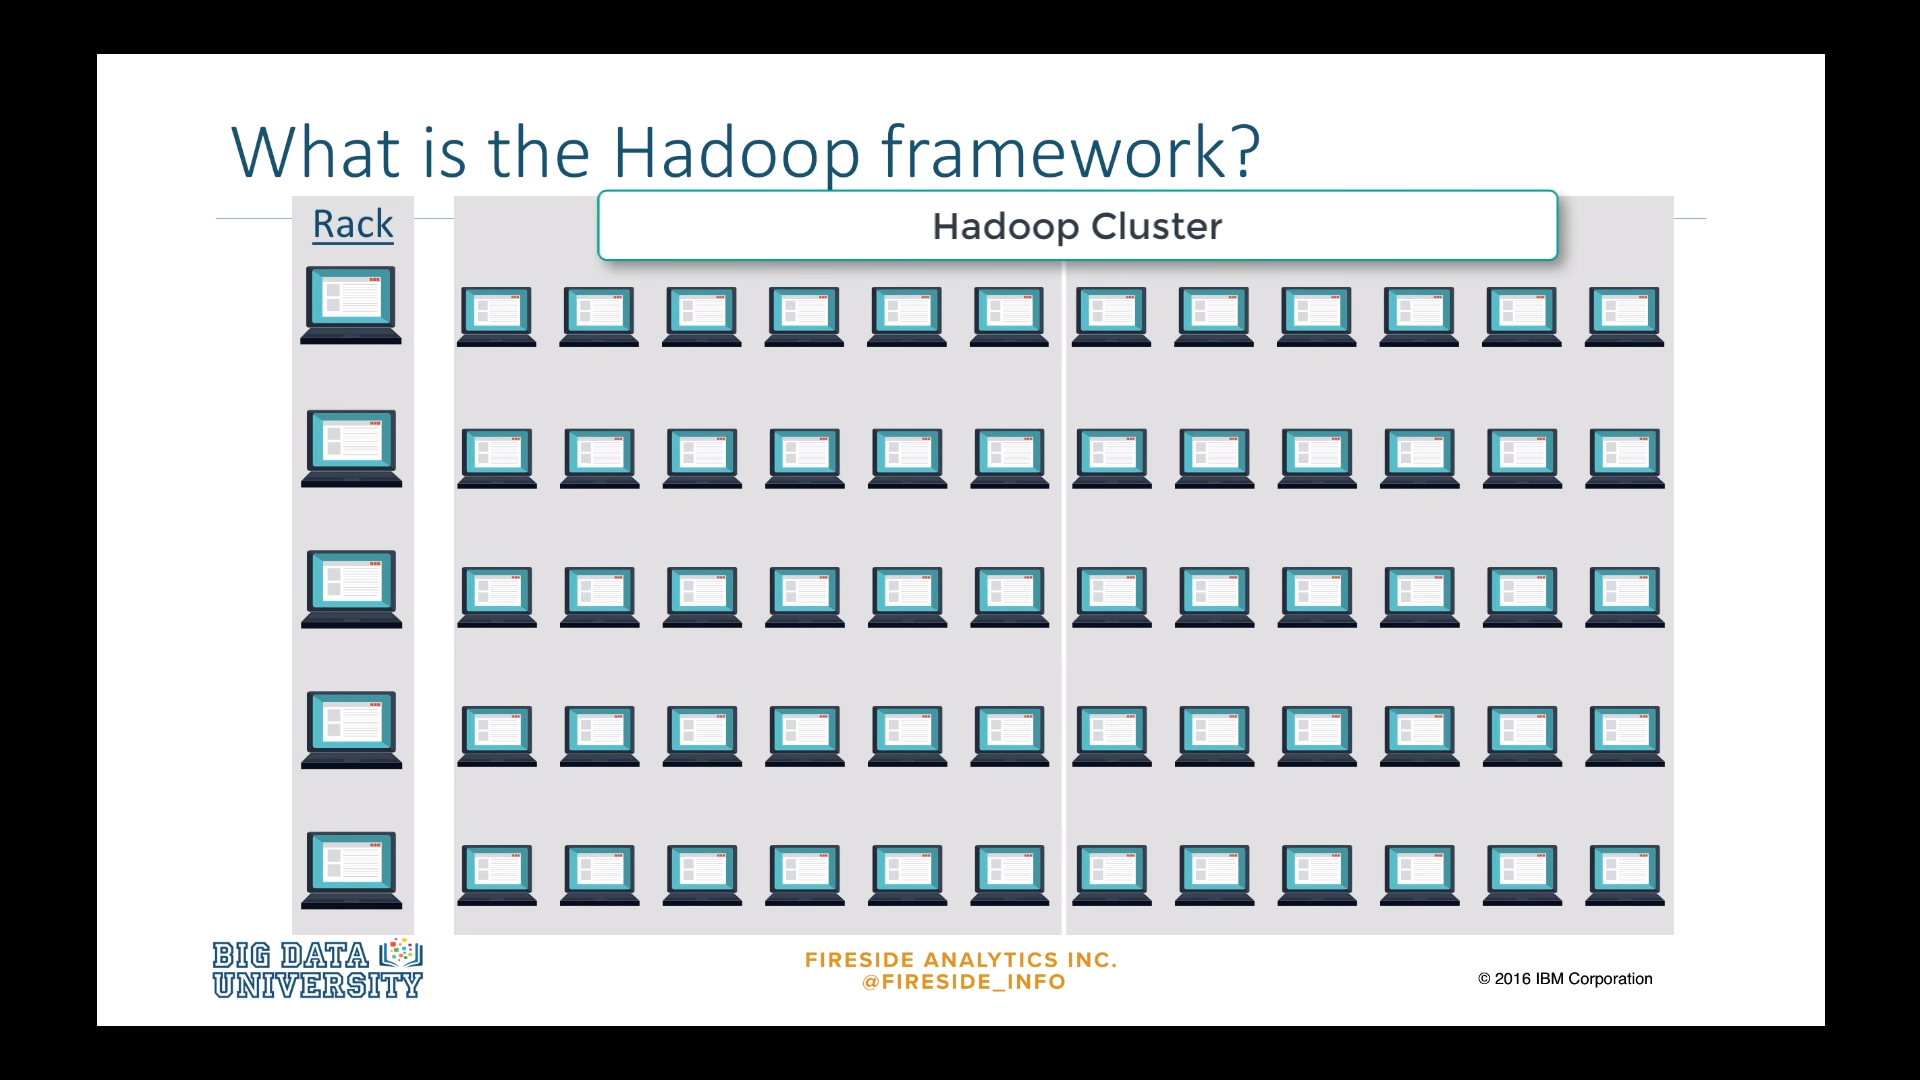 What is the Hadoop framework?
Rack
Hadoop Cluster
BIG DATA
UNIVERSITY
FIRESIDE ANALYTICS INC.
@FIRESIDE_INFO
© 2016 IBM Corporation